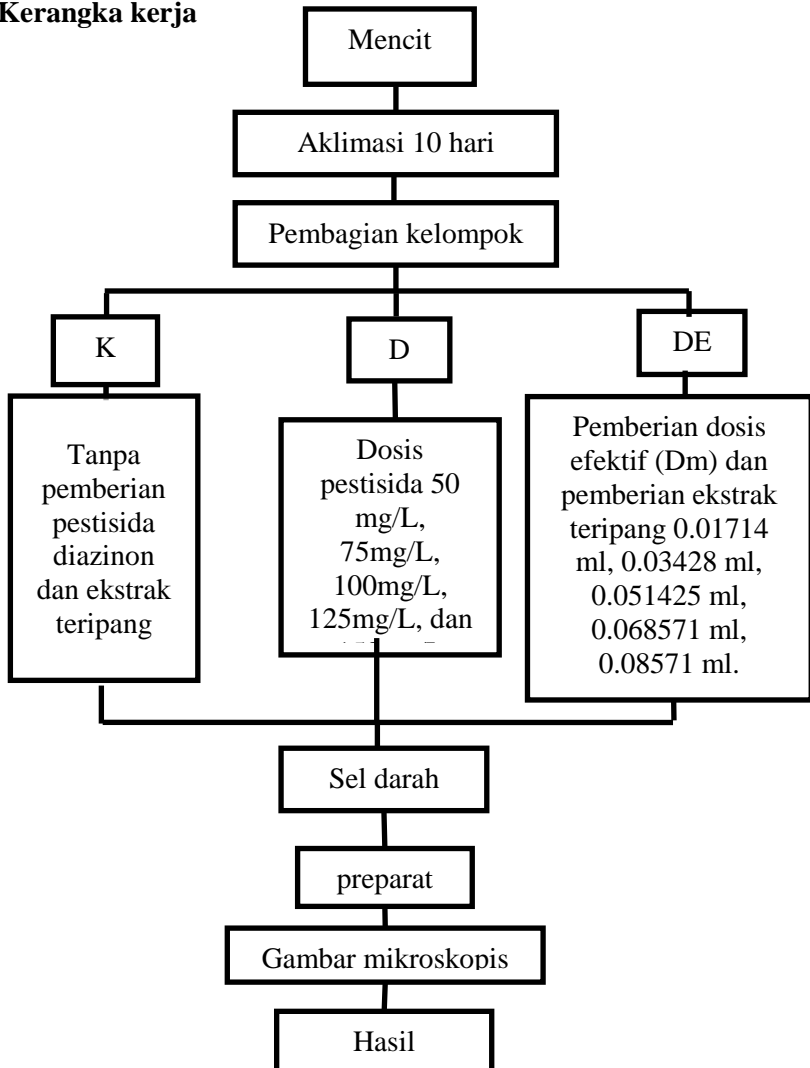 Kerangka kerja
Mencit
Aklimasi 10 hari
Pembagian kelompok
K
D
DE
Tanpa
pemberian
pestisida
diazinon
dan ekstrak
teripang
Dosis
pestisida 50
mg/L,
75mg/L,
100mg/L,
125mg/L, dan
Pemberian dosis
efektif (Dm) dan
pemberian ekstrak
teripang 0.01714
ml, 0.03428 ml,
0.051425 ml,
0.068571 ml,
0.08571 ml.
Sel darah
preparat
Gambar mikroskopis
Hasil